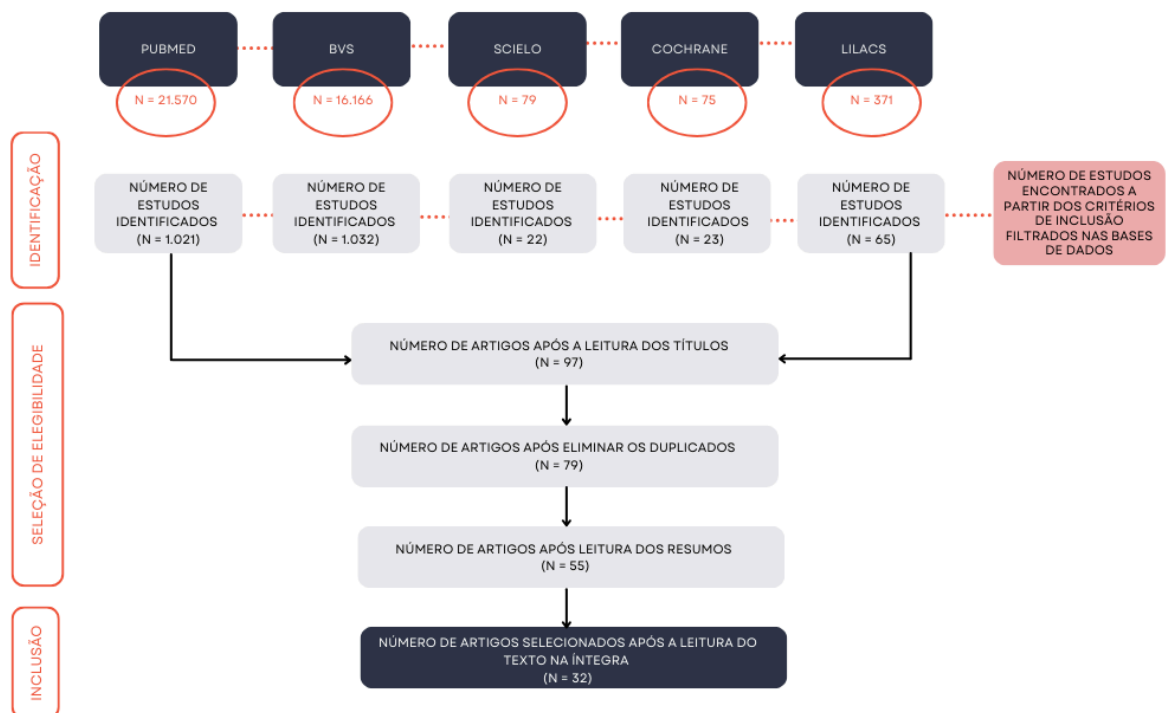 PUBMED
BVS
SCIELO
COCHRANE
LILACS
N = 21.570
N = 16.166
N = 79
N = 75
N = 371
IDENTIFICAÇÃO
NÚMERO DE
ESTUDOS
IDENTIFICADOS
(N = 1.021)
NÚMERO DE
ESTUDOS
IDENTIFICADOS
(N = 1.032)
NÚMERO DE
ESTUDOS
IDENTIFICADOS
(N = 22)
NÚMERO DE
ESTUDOS
IDENTIFICADOS
(N = 23)
NÚMERO DE
ESTUDOS
IDENTIFICADOS
(N = 65)
NÚMERO DE ESTUDOS
ENCONTRADOS A
PARTIR DOS CRITÉRIOS
DE INCLUSÃO
FILTRADOS NAS BASES
DE DADOS
SELEÇÃO DE ELEGIBILIDADE
NÚMERO DE ARTIGOS APÓS A LEITURA DOS TÍTULOS
(N = 97)
NÚMERO DE ARTIGOS APÓS ELIMINAR OS DUPLICADOS
(N = 79)
NÚMERO DE ARTIGOS APÓS LEITURA DOS RESUMOS
(N = 55)
INCLUSÃO
NÚMERO DE ARTIGOS SELECIONADOS APÓS A LEITURA DO
TEXTO NA ÍNTEGRA
(N = 32)